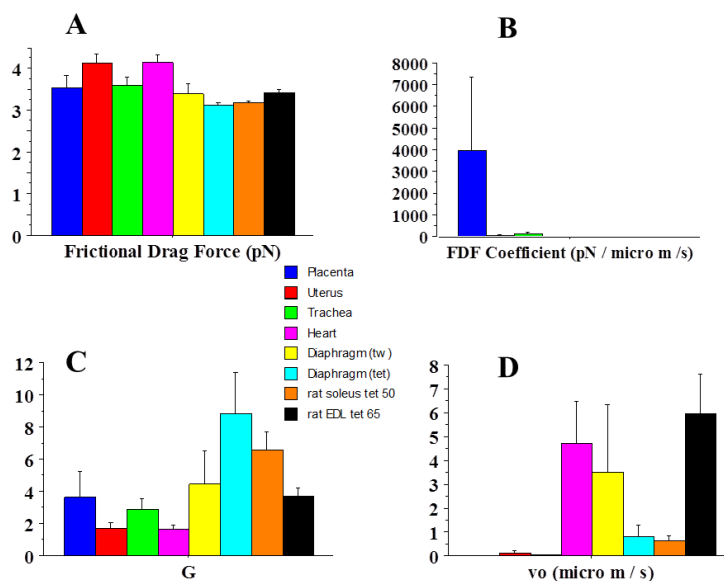 A
4
3
2
1
0
Frictional Drag Force (pN)
B
8000
7000
6000
5000
4000
3000
2000
1000
0
FDF Coefficient (pN / micro m /s)
Placenta
Uterus
Trachea
Heart
Diaphragm (tw )
Diaphragm (tet)
rat soleus tet 50
rat EDL tet 65
C
12
10
8
6
4
2
0
G
D
8
7
6
5
4
3
2
1
0
vo (micro m / s)